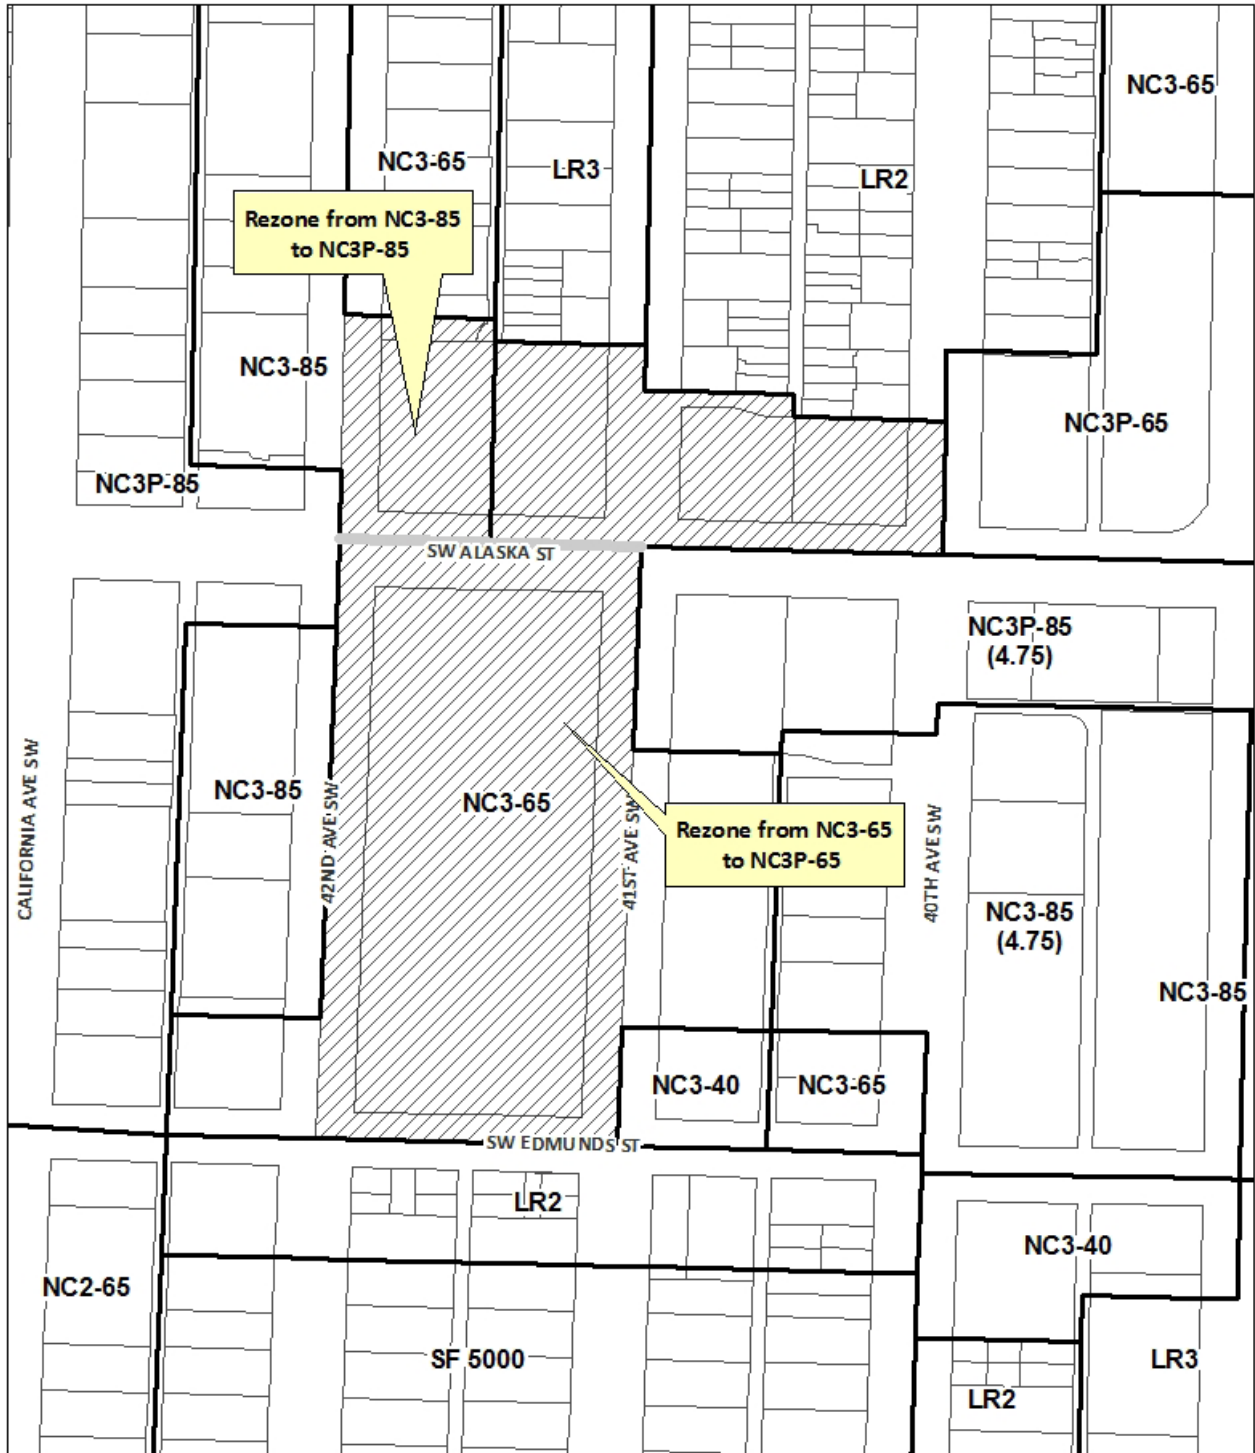 NC3-65
NC3-65
LR3
LR2
Rezone from NC3-85
to NC3P-85
NC3-85
NC3P-65
NC3P-85
SW ALASKA ST
NC3P-85
(4.75)
CALIFORNIA AVE SW
NC3-85
42ND AVE SW
NC3-65
41ST AVE SW
Rezone from NC3-65
to NC3P-65
40TH AVE SW
NC3-85
(4.75)
NC3-85
NC3-40
NC3-65
SW EDMUNDS ST
LR2
NC3-40
NC2-65
SF 5000
LR3
LR2